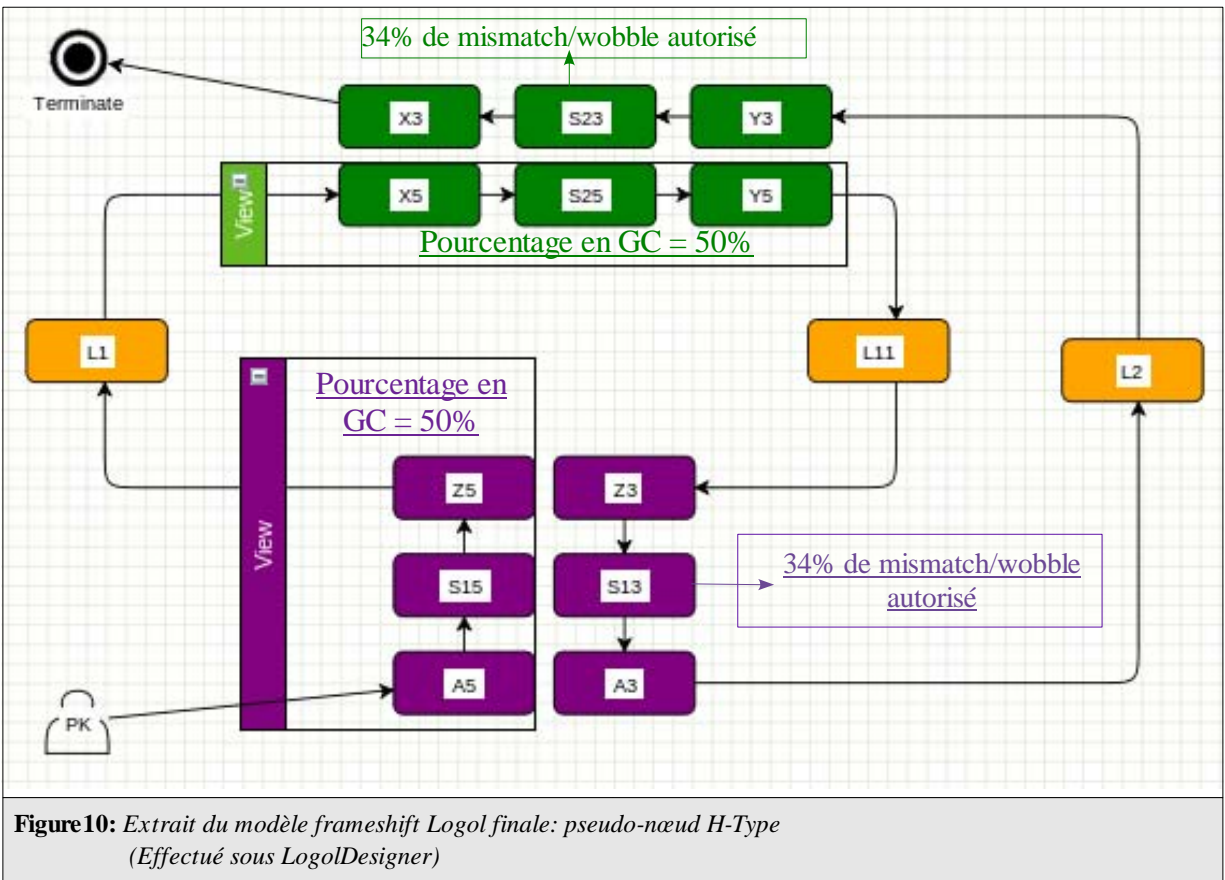 34% de mismatch/wobble autorisé
Terminate
X3
S23
Y3
View
X5
S25
Y5
Pourcentage en GC = 50%
L1
L11
L2
View
Pourcentage en
GC = 50%
Z5
Z3
S15
S13
34% de mismatch/wobble
autorisé
A5
A3
PK
Figure10: Extrait du modèle frameshift Logol finale: pseudo-nœud H-Type
(Effectué sous LogolDesigner)